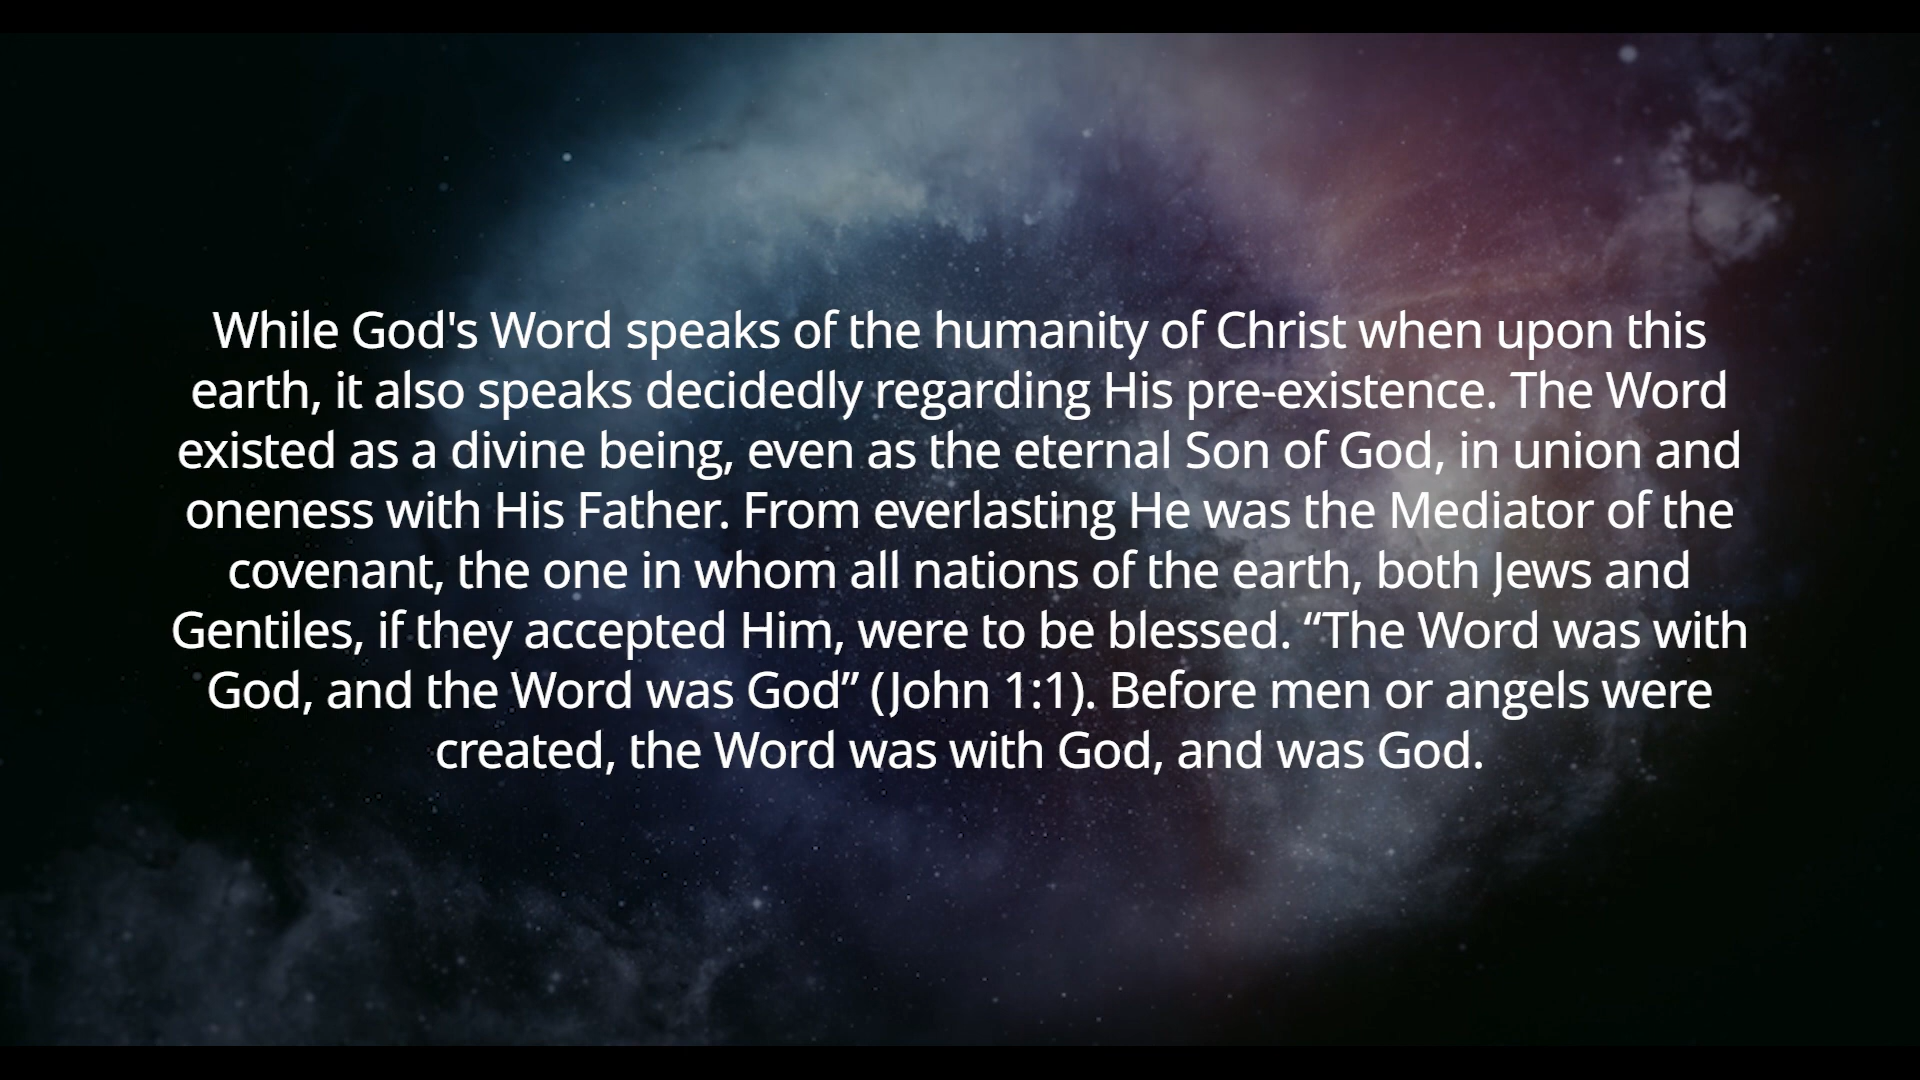 While God's Word speaks of the humanity of Christ when upon this
earth, it also speaks decidedly regarding His pre-existence. The Word
existed as a divine being, even as the eternal Son of God, in union and
oneness with His Father. From everlasting He was the Mediator of the
covenant, the one in whom all nations of the earth, both Jews and
Gentiles, if they accepted Him, were to be blessed. “The Word was with
God, and the Word was God” (John 1:1). Before men or angels were
created, the Word was with God, and was God.